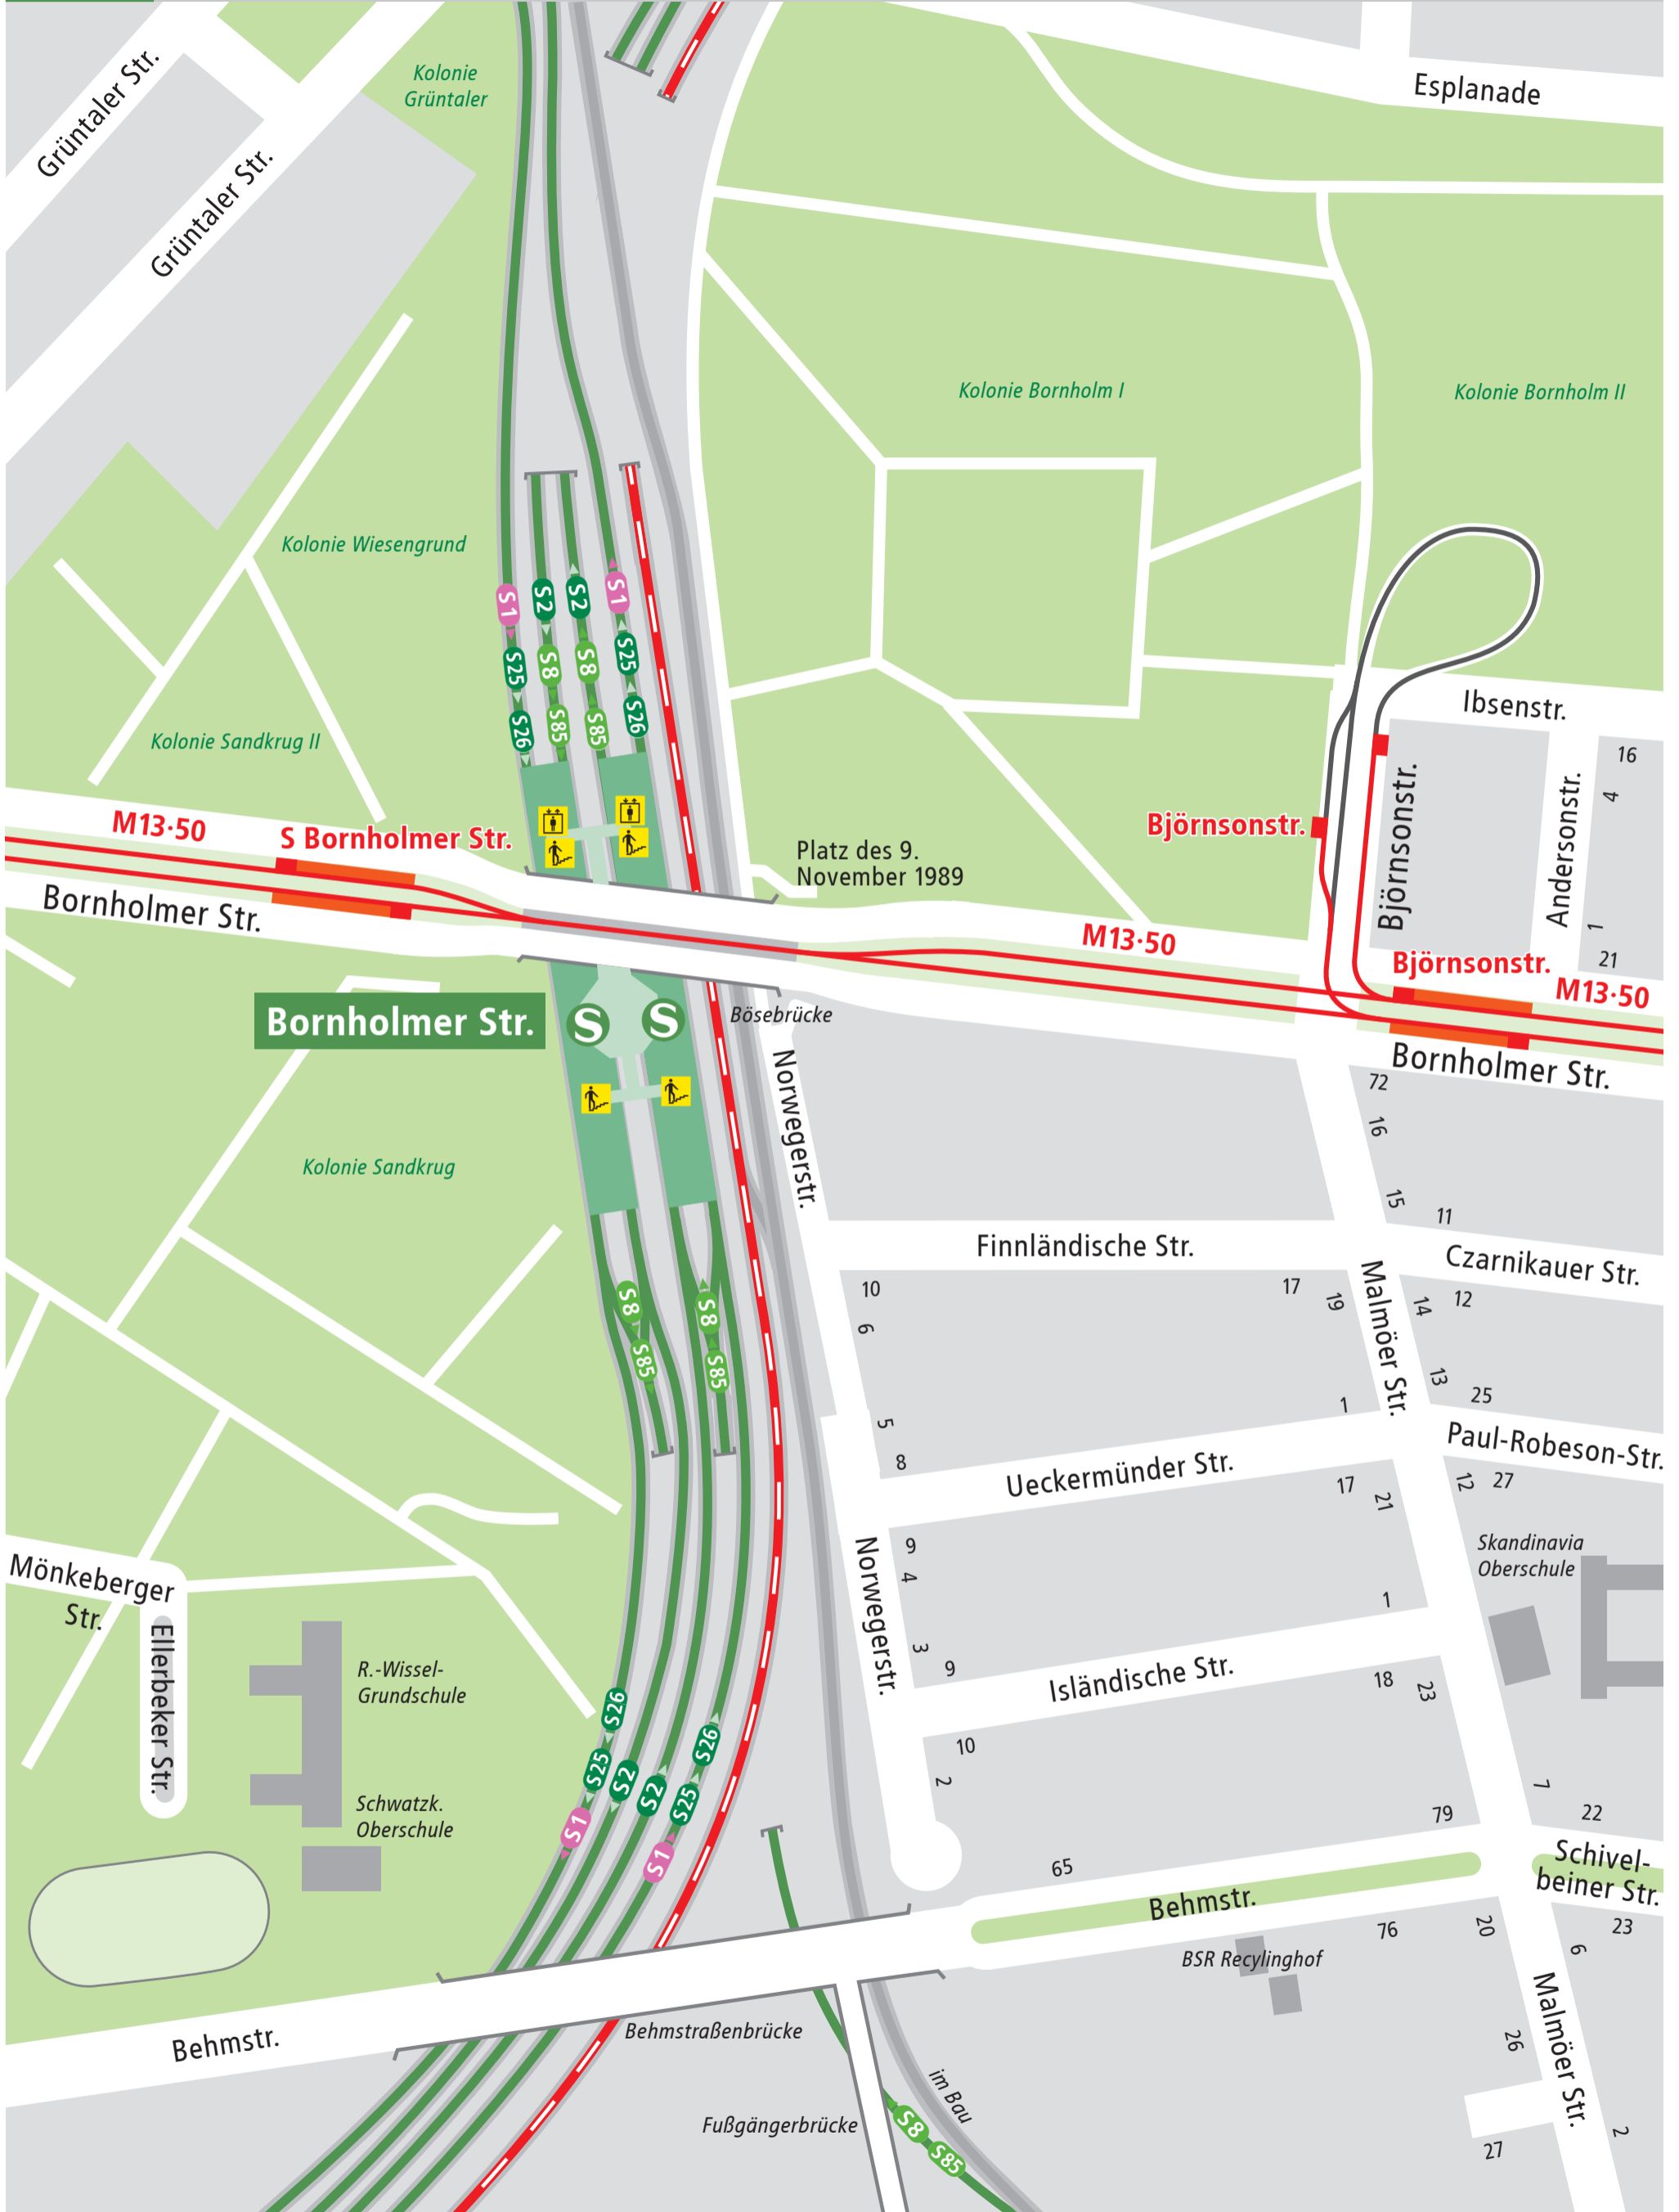 Grüntaler Str.
Grüntaler Str.
Kolonie
Grüntaler
Esplanade
Kolonie Bornholm I
Kolonie Bornholm II
Kolonie Wiesengrund
S1
S2
S2
S1
S25
S8
S8
S25
S26
S85
S85
S26
Kolonie Sandkrug II
Ibsenstr.
16
4
Björnsonstr.
Andersonstr.
1
21
M13·50
S Bornholmer Str.
Björnsonstr.
Platz des 9.
November 1989
Bornholmer Str.
M13·50
Björnsonstr.
M13·50
Bornholmer Str.
S
S
Bösebrücke
Bornholmer Str.
72
16
15
11
Norwegerstr.
Kolonie Sandkrug
Finnländische Str.
Czarnikauer Str.
Malmöer Str.
10
6
17
19
14
12
13
25
S8
S8
S85
S85
5
8
1
Ueckermünder Str.
Paul-Robeson-Str.
17
21
12
27
Norwegerstr.
9
4
3
9
1
Skandinavia
Oberschule
Mönkeberger
Str.
Ellerbeker Str.
R.-Wissel-
Grundschule
Schwatzk.
Oberschule
Isländische Str.
18
23
10
2
7
22
79
65
S26
S25
S2
S1
S26
S2
S25
S1
Schivel-
beiner Str.
Behmstr.
76
20
23
6
BSR Recylinghof
Malmöer Str.
26
27
2
Behmstr.
Behmstraßenbrücke
im Bau
Fußgängerbrücke
S8
S85